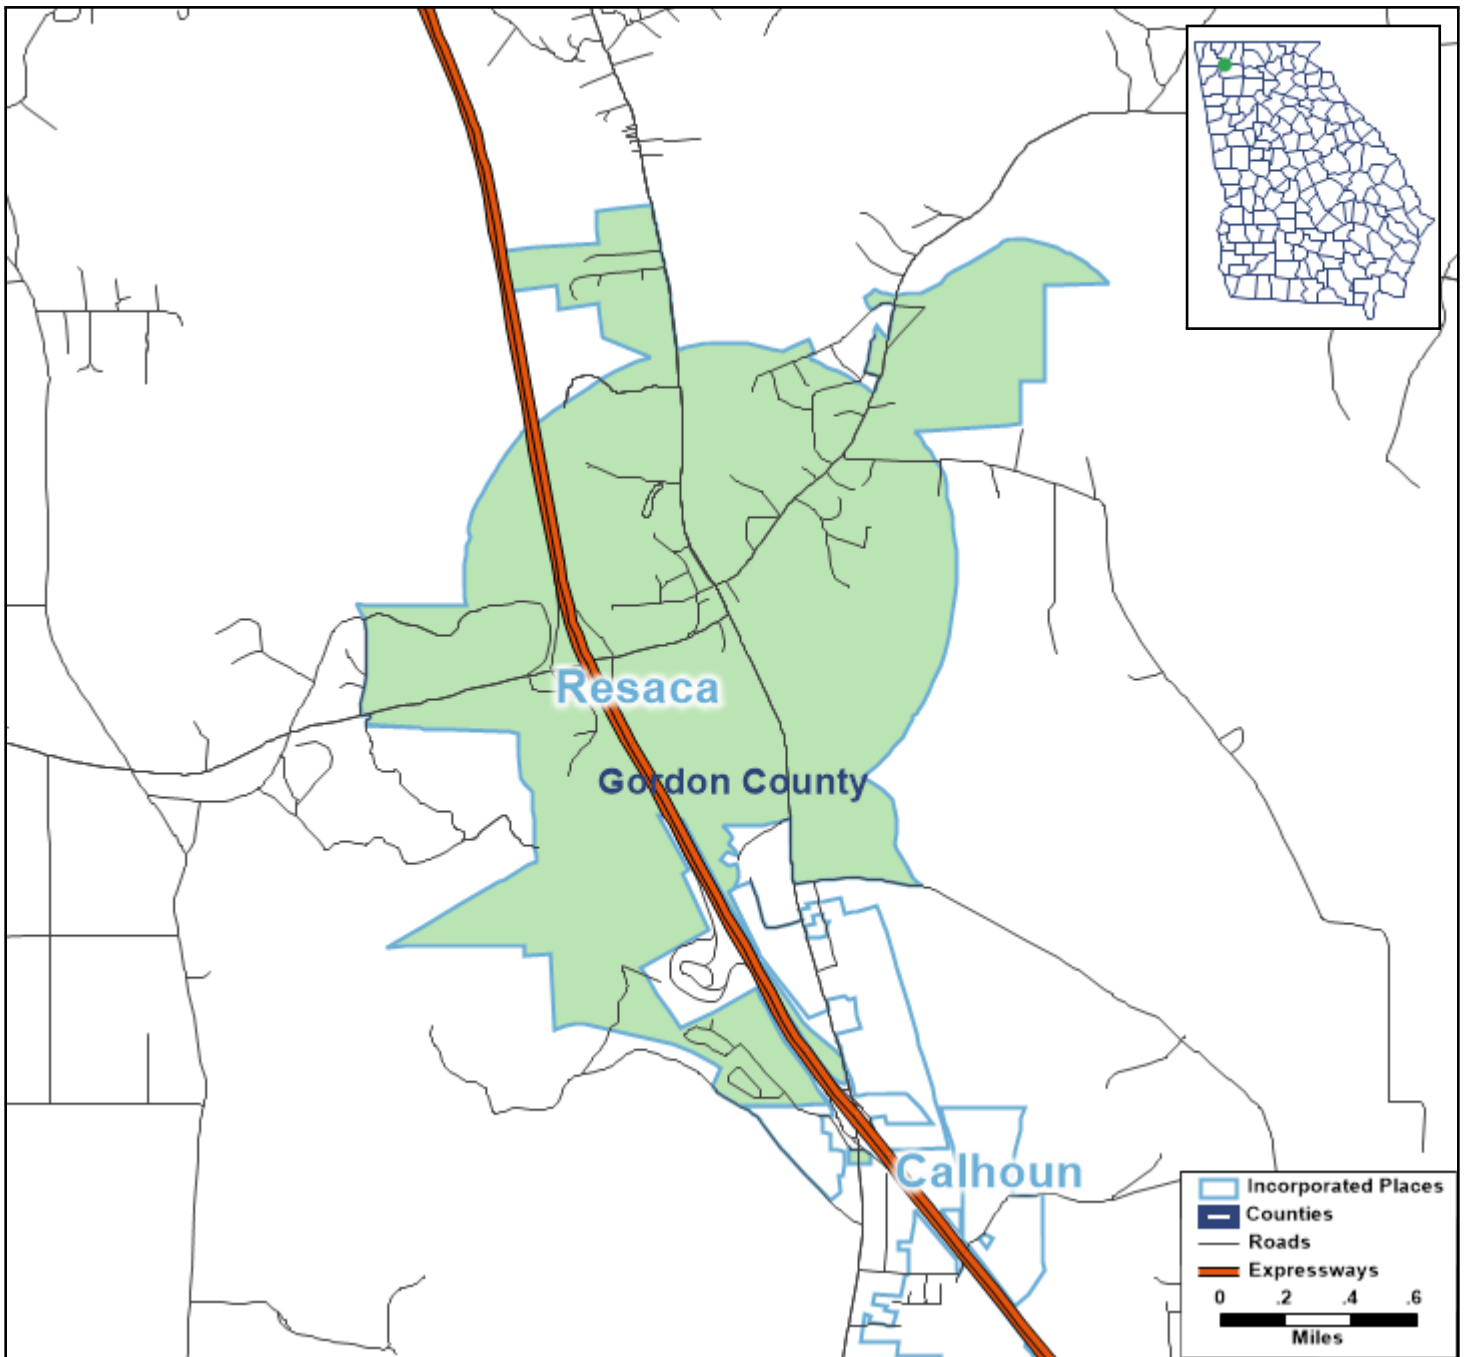 Resaca
Gordon County
Calhoun
Incorporated Places
Counties
Roads
Expressways
0 .2 .4 .6
Miles